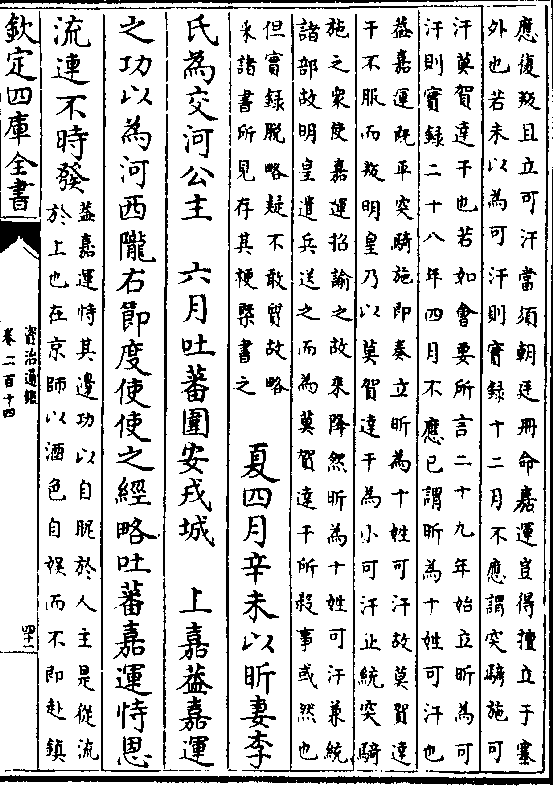 應復叛且立可汗當須朝廷冊命嘉運豈得擅立于塞
外也若未以為可汗則實録十二月不應謂突騎施可
汗莫賀達干也若如會要所言二十九年始立昕為可
汗則實録二十八年四月不應已謂昕為十姓可汗也
葢嘉運既平突騎施即奏立昕為十姓可汗故莫賀達
干不服而叛明皇乃以莫賀達干為小可汗止統突騎
施之衆使嘉運招諭之故來降然昕為十姓可汗兼統
諸部故明皇遣兵送之而為莫賀達干所殺事或然也
但實録脱略疑不敢質故略
采諸書所見存其梗槩書之
夏四月辛未以昕妻李
氏為交河公主　六月吐蕃圍安戎城　上嘉葢嘉運
之功以為河西隴右節度使使之經略吐蕃嘉運恃恩
流連不時發
葢嘉運恃其邊功以自昵於人主是從流
於上也在京師以酒色自娯而不即赴鎮
欽定四庫全書
資治通鑑
卷二百十四
四十二